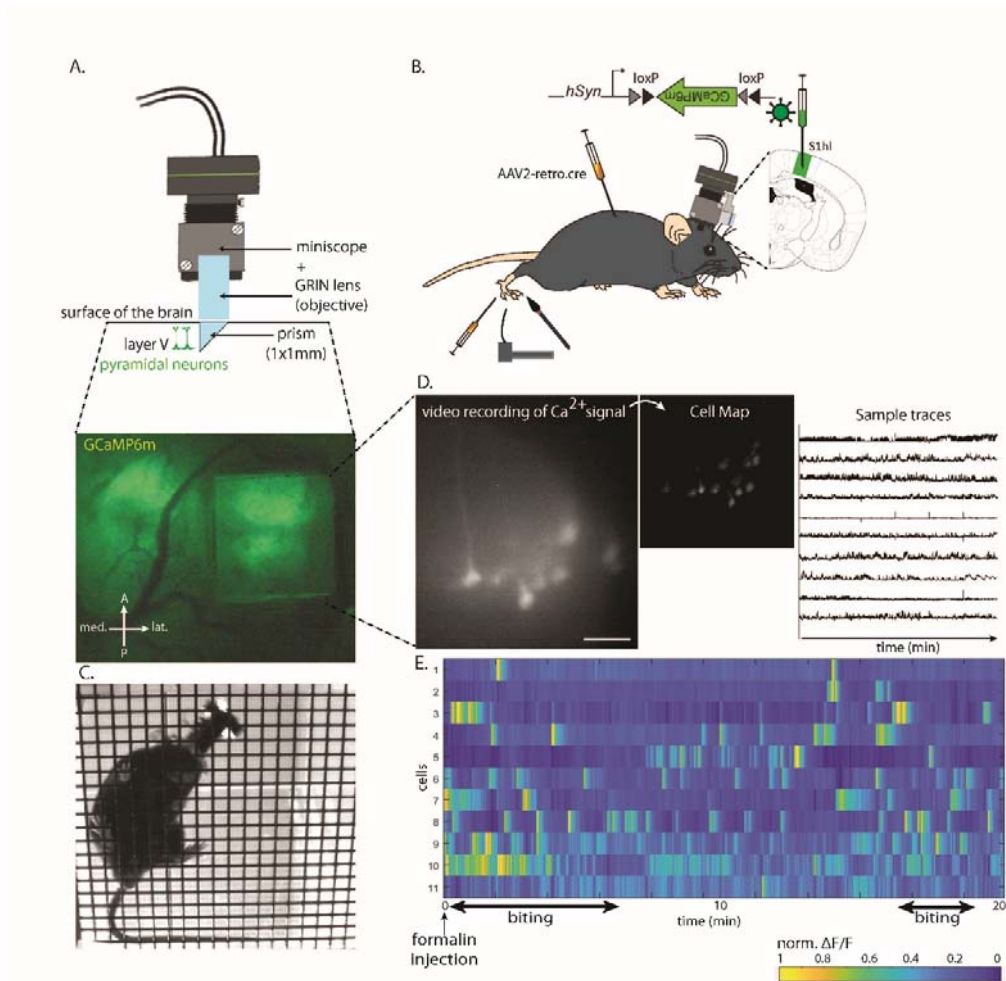 A.
miniscope
+
GRIN lens
(objective)
surface of the brain
layer V
prism
(1x1mm)
pyramidal neurons
GCaMP6m
A
med.
lat.
P
B.
loxP
loxP
hSyn
GCaMP6m
S1hl
AAV2-retro.cre
C.
D.
video recording of Ca2+ signal
Cell Map
Sample traces
time (min)
E.
cells
1
2
3
4
5
6
7
8
9
10
11
0
10
20
biting
time (min)
biting
formalin
injection
norm. ΔF/F
1
0.8
0.6
0.4
0.2
0